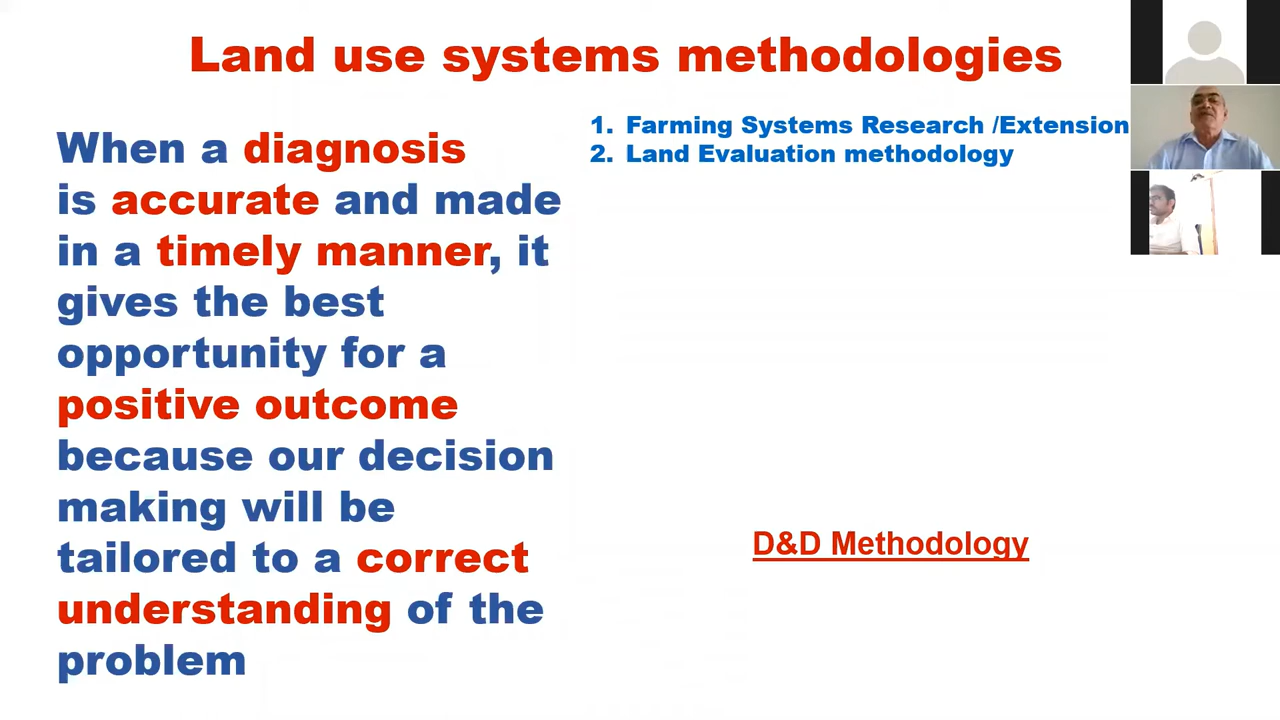 Land use systems methodologies
When a diagnosis
is accurate and made
in a timely manner, it
gives the best
opportunity for a
positive outcome
because our decision
making will be
tailored to a correct
understanding of the
problem
1. Farming Systems Research /Extension
2. Land Evaluation methodology
D&D Methodology